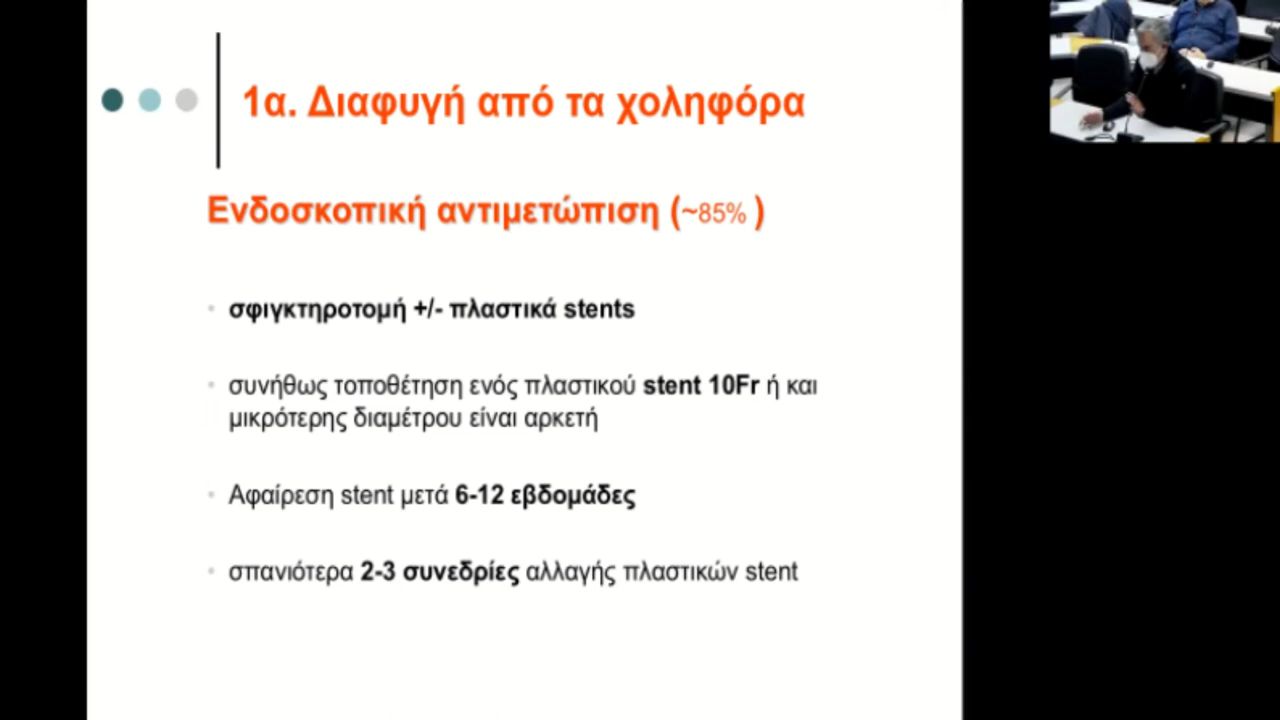 1α. Διαφυγή από τα χοληφόρα
Ενδοσκοπική αντιμετώπιση (~85% )
σφιγκτηροτομή +/- πλαστικά stents
συνήθως τοποθέτηση ενός πλαστικού stent 10Fr ή και
μικρότερης διαμέτρου είναι αρκετή
Αφαίρεση stent μετά 6-12 εβδομάδες
σπανιότερα 2-3 συνεδρίες αλλαγής πλαστικών stent